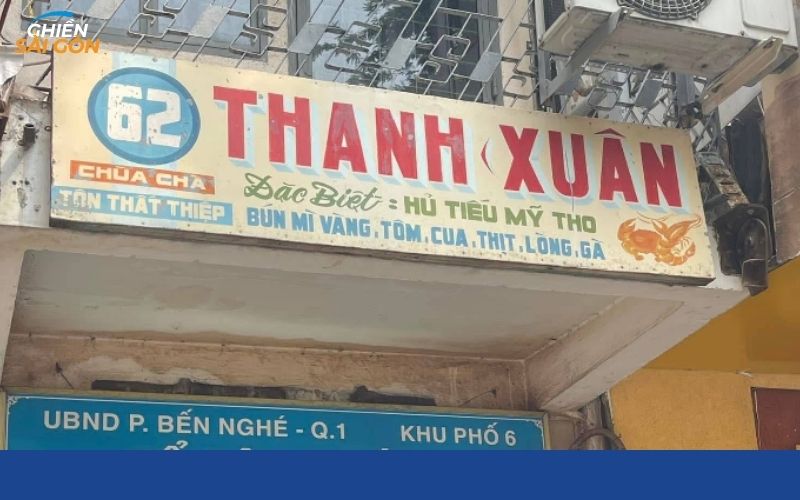 CHIẾN
SÀI GÒN
62
THANH XUÂN
CHÙA CHÀ
TÔN THẤT THIỆP
Đặc Biệt: HỦ TIẾU MỸ THO
BÚN MÌ VÀNG, TÔM, CUA, THỊT, LÒNG, GÀ
UBND P. BẾN NGHÉ - Q.1
KHU PHỐ 6